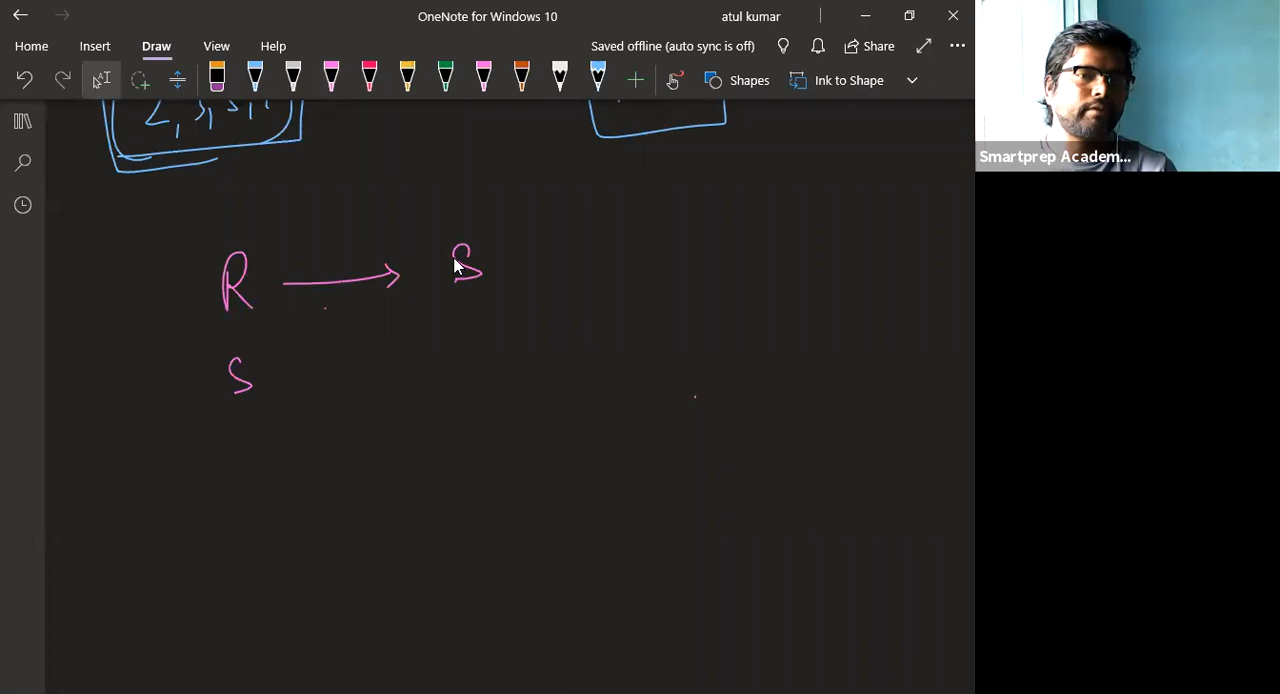 OneNote for Windows 10
atul kumar
Home Insert Draw View Help
Saved offline (auto sync is off)
Share
Shapes
Ink to Shape
Smartprep Academ...
R → S
S